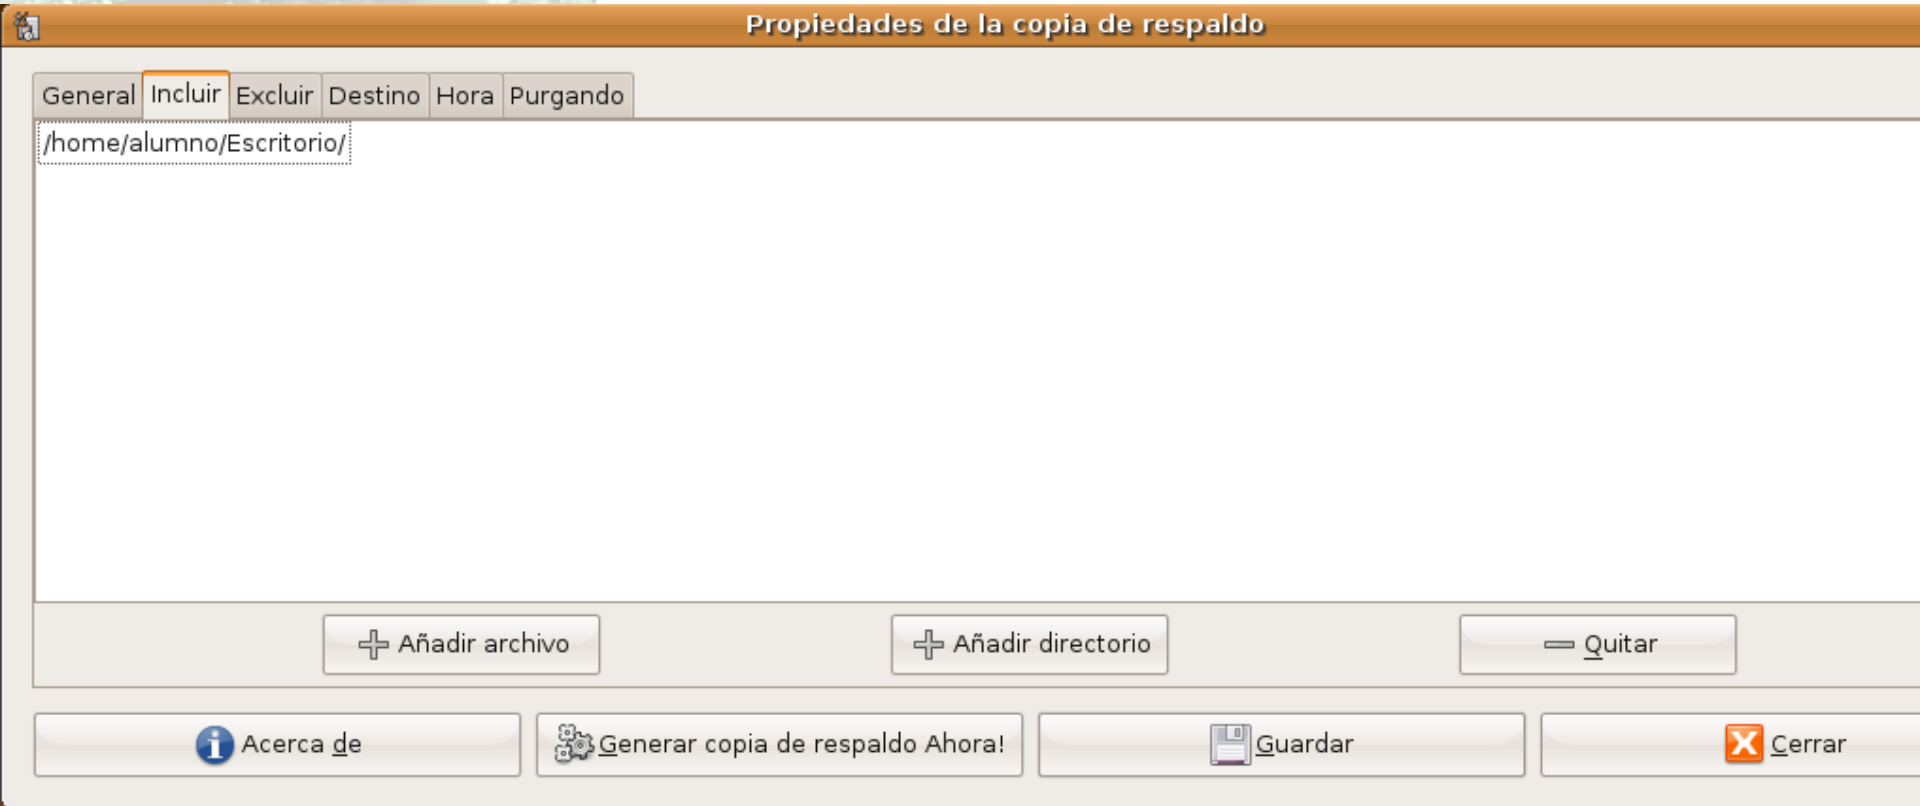 Propiedades de la copia de respaldo
General Incluir Excluir Destino Hora Purgando
/home/alumno/Escritorio/
Añadir archivo Añadir directorio Quitar
Acerca de Generar copia de respaldo Ahora! Guardar Cerrar